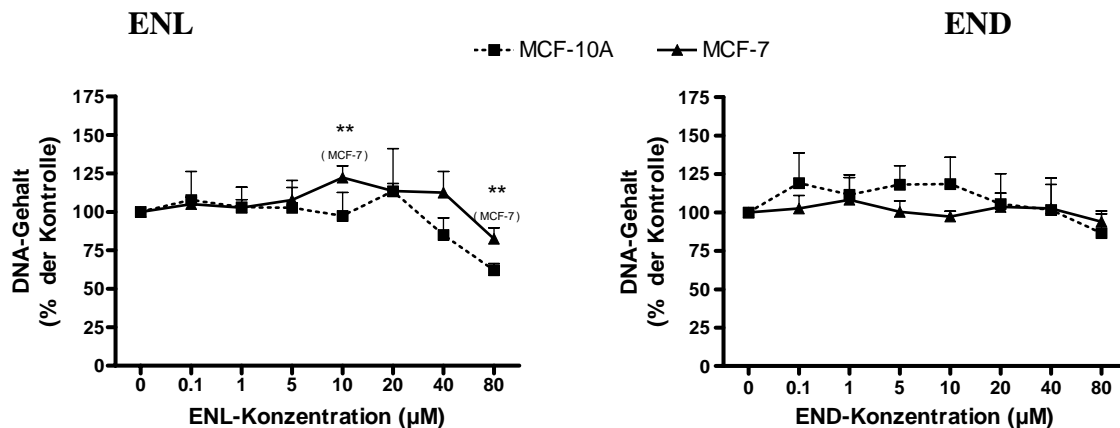 ENL
END
MCF-10A
MCF-7
DNA-Gehalt
(% der Kontrolle)
175
150
125
100
75
50
25
0
**
( MCF-7 )
**
(MCF-7)
0 0.1 1 5 10 20 40 80
ENL-Konzentration (µM)
DNA-Gehalt
(% der Kontrolle)
175
150
125
100
75
50
25
0
0 0.1 1 5 10 20 40 80
END-Konzentration (µM)